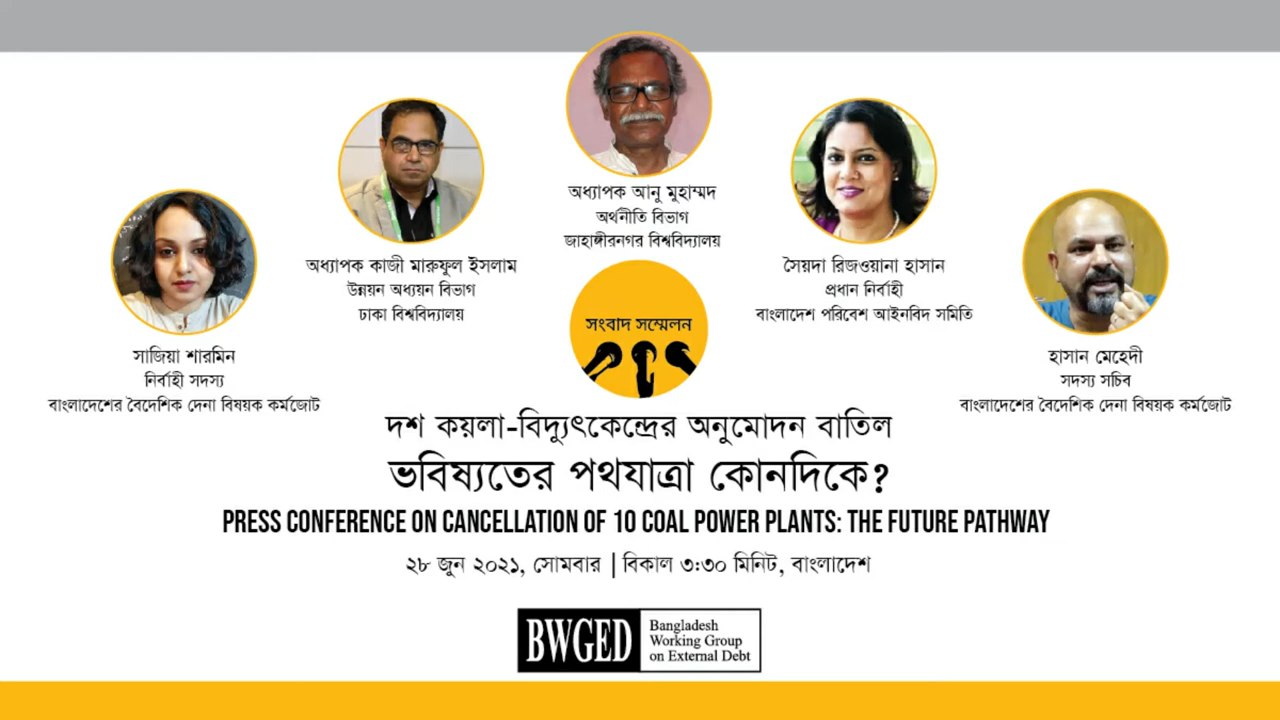 অধ্যাপক আনু মুহাম্মদ
অর্থনীতি বিভাগ
জাহাঙ্গীরনগর বিশ্ববিদ্যালয়
অধ্যাপক কাজী মারুফুল ইসলাম
উন্নয়ন অধ্যয়ন বিভাগ
ঢাকা বিশ্ববিদ্যালয়
সৈয়দা রিজওয়ানা হাসান
প্রধান নির্বাহী
বাংলাদেশ পরিবেশ আইনবিদ সমিতি
সাজিয়া শারমিন
নির্বাহী সদস্য
বাংলাদেশের বৈদেশিক দেনা বিষয়ক কর্মজোট
হাসান মেহেদী
সদস্য সচিব
বাংলাদেশের বৈদেশিক দেনা বিষয়ক কর্মজোট
সংবাদ সম্মেলন
দশ কয়লা-বিদ্যুৎকেন্দ্রের অনুমোদন বাতিল
ভবিষ্যতের পথযাত্রা কোনদিকে?
PRESS CONFERENCE ON CANCELLATION OF 10 COAL POWER PLANTS: THE FUTURE PATHWAY
২৮ জুন ২০২১, সোমবার | বিকাল ৩:৩০ মিনিট, বাংলাদেশ
BWGED
Bangladesh
Working Group
on External Debt